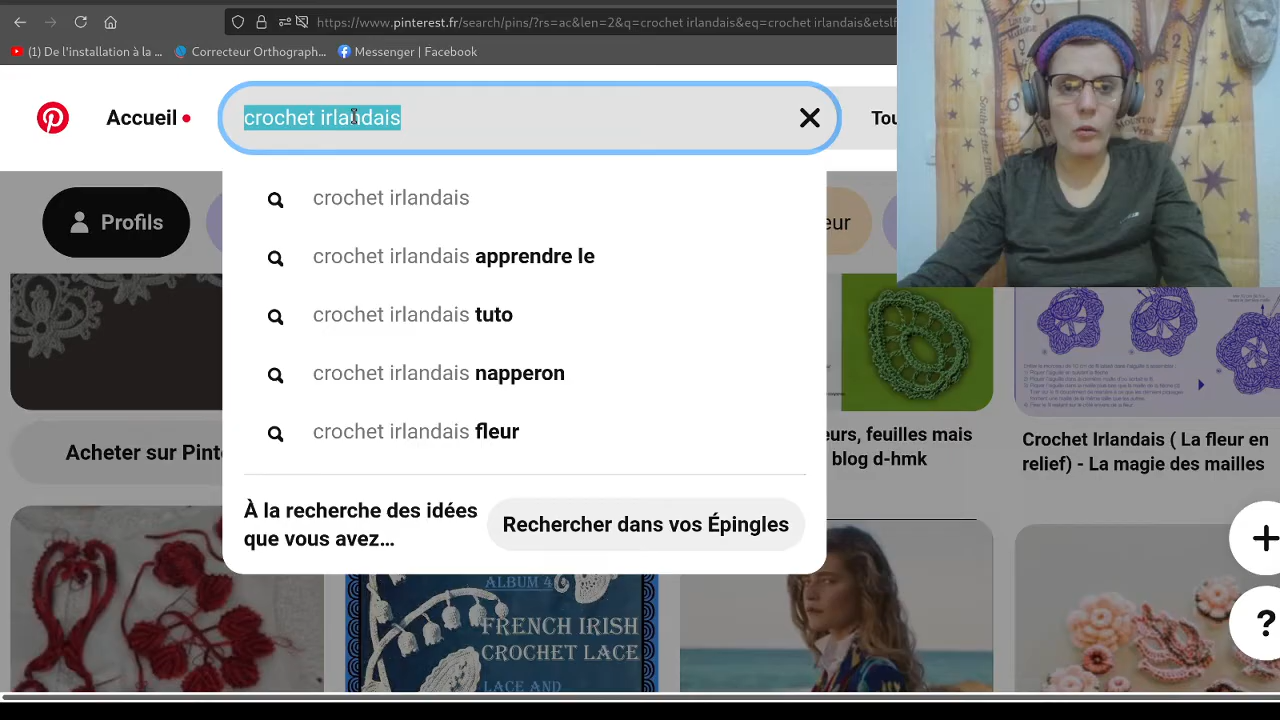 https://www.pinterest.fr/search/pins/?rs=ac&len=2&q=crochet irlandais&eq=crochet irlandais&etslf
(1) De l'installation à la ...
Correcteur Orthograph...
Messenger | Facebook
Accueil
crochet irlandais
Tou
Profils
eur
crochet irlandais
crochet irlandais apprendre le
crochet irlandais tuto
crochet irlandais napperon
crochet irlandais fleur
Acheter sur Pint
eurs, feuilles mais
blog d-hmk
Crochet Irlandais ( La fleur en
relief) - La magie des mailles
À la recherche des idées
que vous avez...
Rechercher dans vos Épingles
ALBUM 4
FRENCH IRISH
CROCHET LACE
LACE AND
South of the